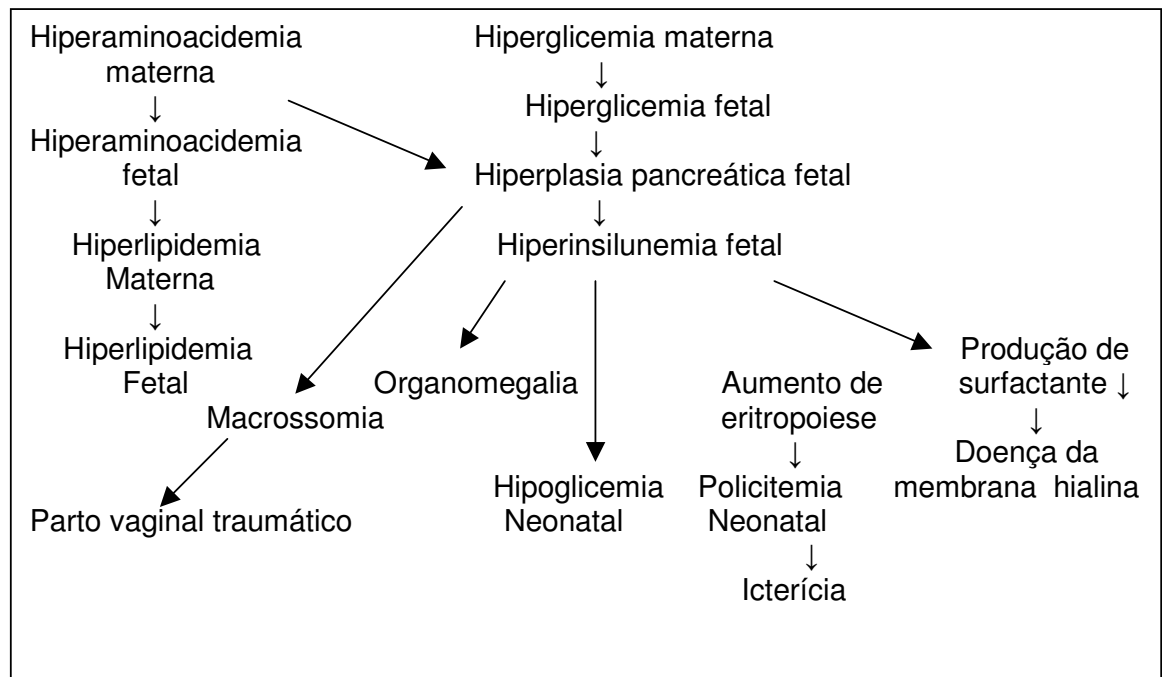 Hiperaminoacidemia
materna
↓
Hiperaminoacidemia
fetal
↓
Hiperlipidemia
Materna
↓
Hiperlipidemia
Fetal
Hiperglicemia materna
↓
Hiperglicemia fetal
↓
Hiperplasia pancreática fetal
↓
Hiperinsilunemia fetal
Organomegalia
Macrossomia
Parto vaginal traumático
Hipoglicemia
Neonatal
Aumento de
eritropoiese
↓
Policitemia
Neonatal
↓
Icterícia
Produção de
surfactante ↓
↓
Doença da
membrana hialina